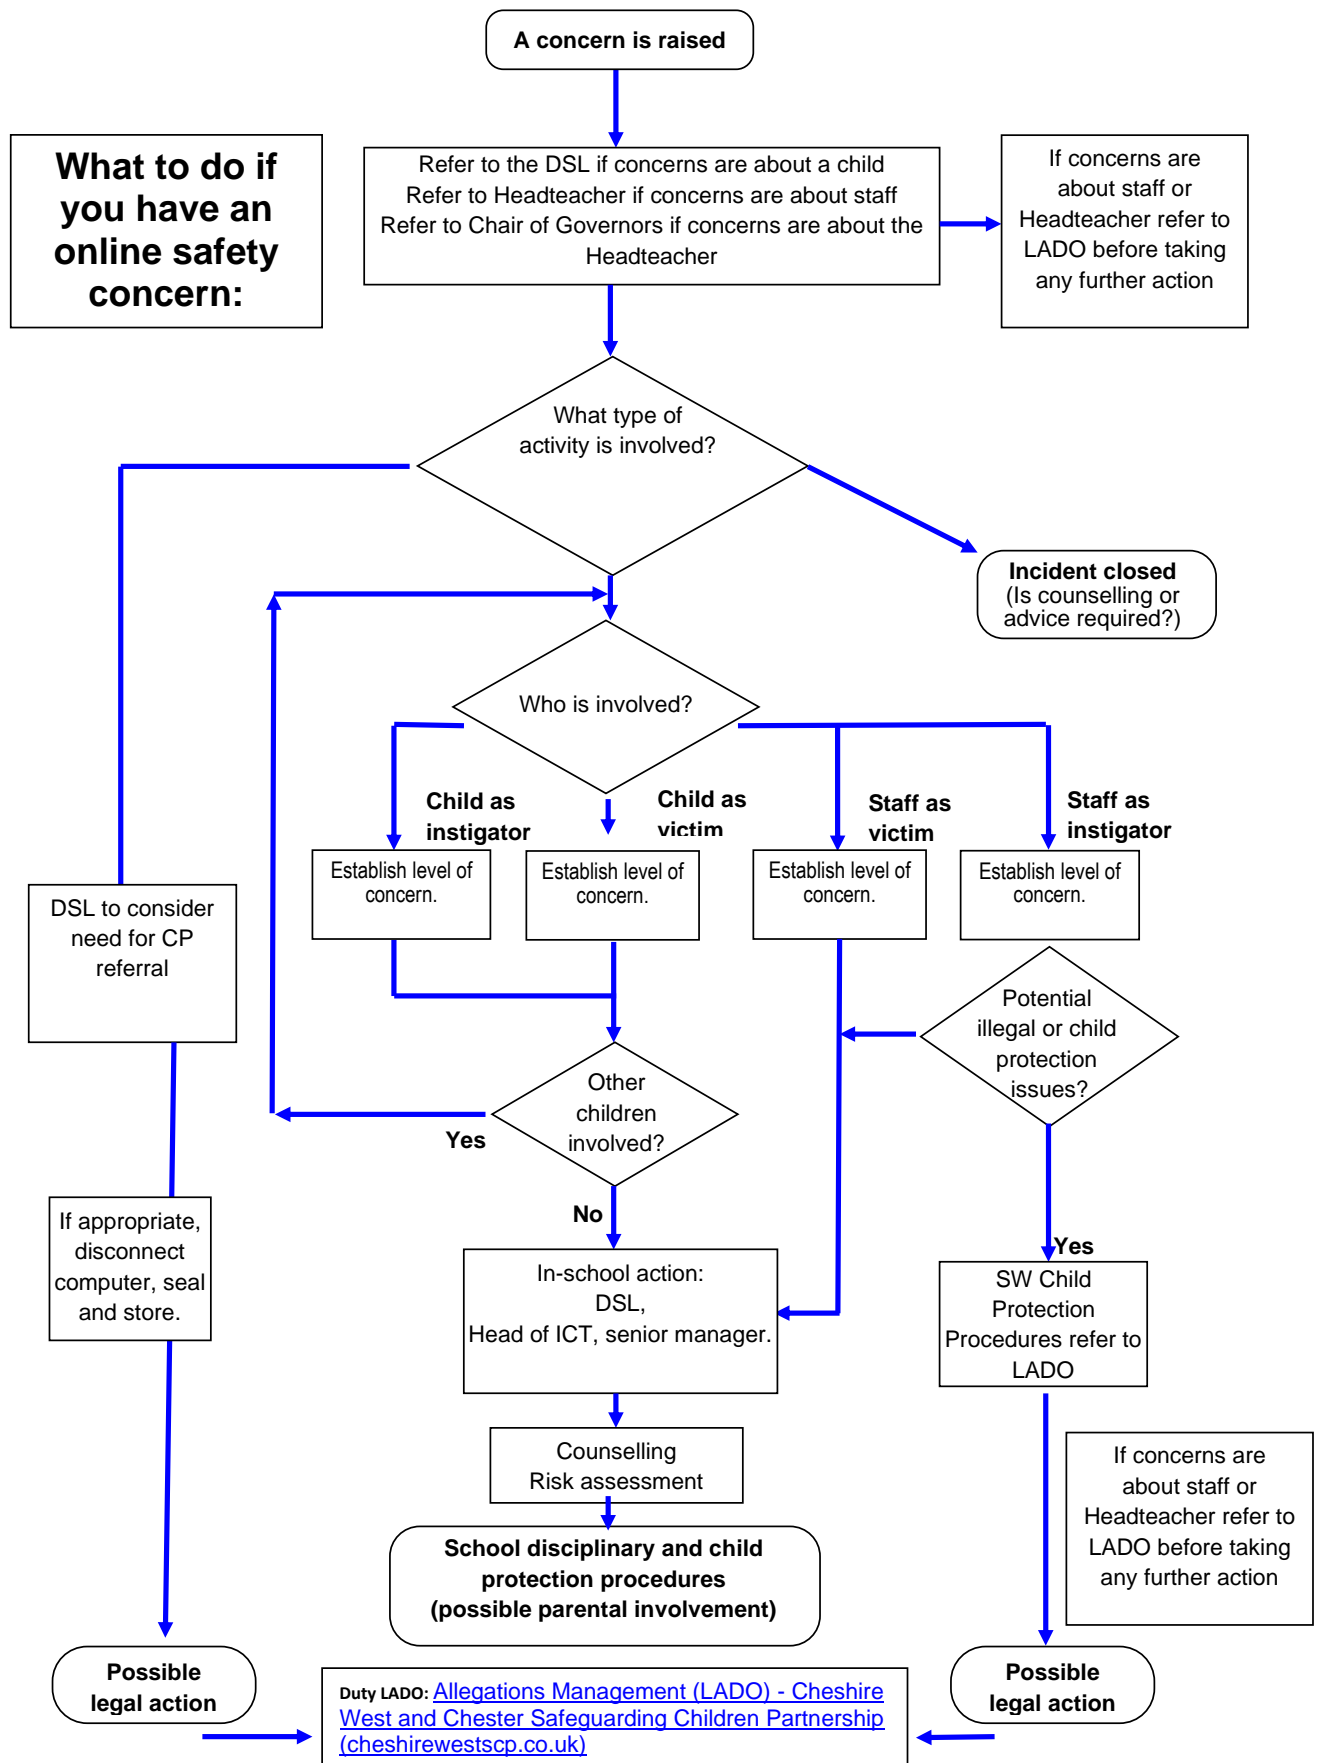 A concern is raised
What to do if
you have an
online safety
concern:
Refer to the DSL if concerns are about a child
Refer to Headteacher if concerns are about staff
Refer to Chair of Governors if concerns are about the
Headteacher
If concerns are
about staff or
Headteacher refer to
LADO before taking
any further action
What type of
activity is involved?
Incident closed
(Is counselling or
advice required?)
Who is involved?
Child as
instigator
Child as
victim
Staff as
victim
Staff as
instigator
Establish level of
concern.
Establish level of
concern.
Establish level of
concern.
Establish level of
concern.
DSL to consider
need for CP
referral
Potential
illegal or child
protection
issues?
Other
children
involved?
Yes
No
If appropriate,
disconnect
computer, seal
and store.
In-school action:
DSL,
Head of ICT, senior manager.
Yes
SW Child
Protection
Procedures refer to
LADO
Counselling
Risk assessment
If concerns are
about staff or
Headteacher refer to
LADO before taking
any further action
School disciplinary and child
protection procedures
(possible parental involvement)
Possible
legal action
Possible
legal action
Duty LADO: Allegations Management (LADO) - Cheshire
West and Chester Safeguarding Children Partnership
(cheshirewestscp.co.uk)